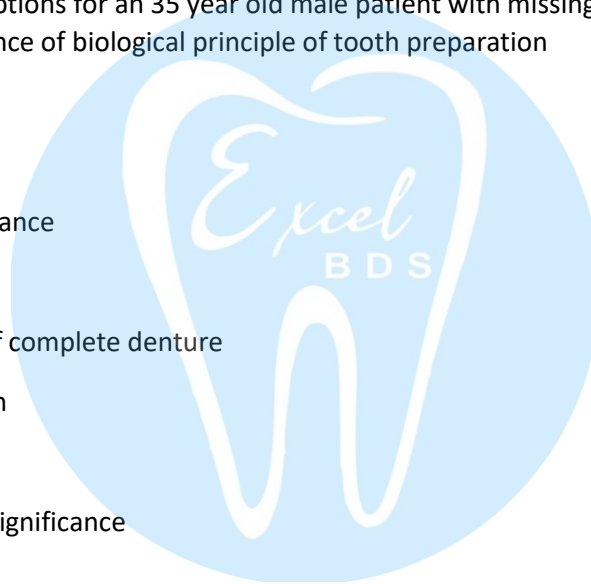 ptions for an 35 year old male patient with missing
nce of biological principle of tooth preparation
Excel
ance
BDS
f complete denture
n
ignificance